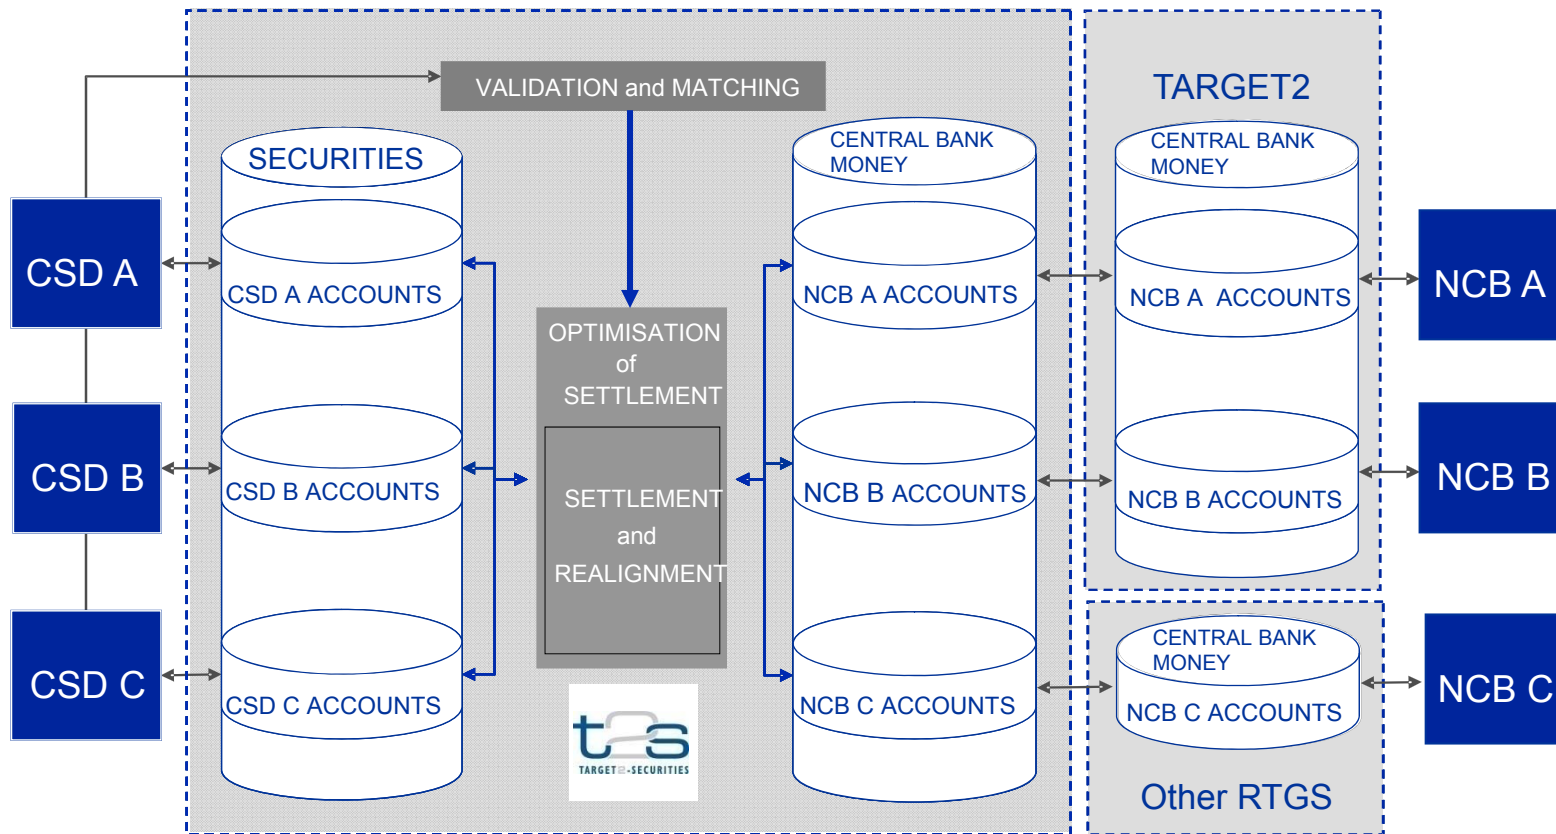 VALIDATION and MATCHING
TARGET2
SECURITIES
CENTRAL BANK
MONEY
CENTRAL BANK
MONEY
CSD A
CSD A ACCOUNTS
NCB A ACCOUNTS
NCB A ACCOUNTS
NCB A
OPTIMISATION
of
SETTLEMENT
CSD B
CSD B ACCOUNTS
SETTLEMENT
and
REALIGNMENT
NCB B ACCOUNTS
NCB B ACCOUNTS
NCB B
CSD C
CSD C ACCOUNTS
NCB C ACCOUNTS
CENTRAL BANK
MONEY
NCB C ACCOUNTS
NCB C
t2s
TARGET2-SECURITIES
Other RTGS